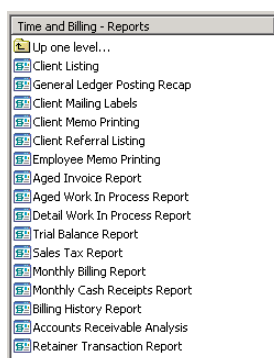 Time and Billing - Reports
Up one level...
Client Listing
General Ledger Posting Recap
Client Mailing Labels
Client Memo Printing
Client Referral Listing
Employee Memo Printing
Aged Invoice Report
Aged Work In Process Report
Detail Work In Process Report
Trial Balance Report
Sales Tax Report
Monthly Billing Report
Monthly Cash Receipts Report
Billing History Report
Accounts Receivable Analysis
Retainer Transaction Report